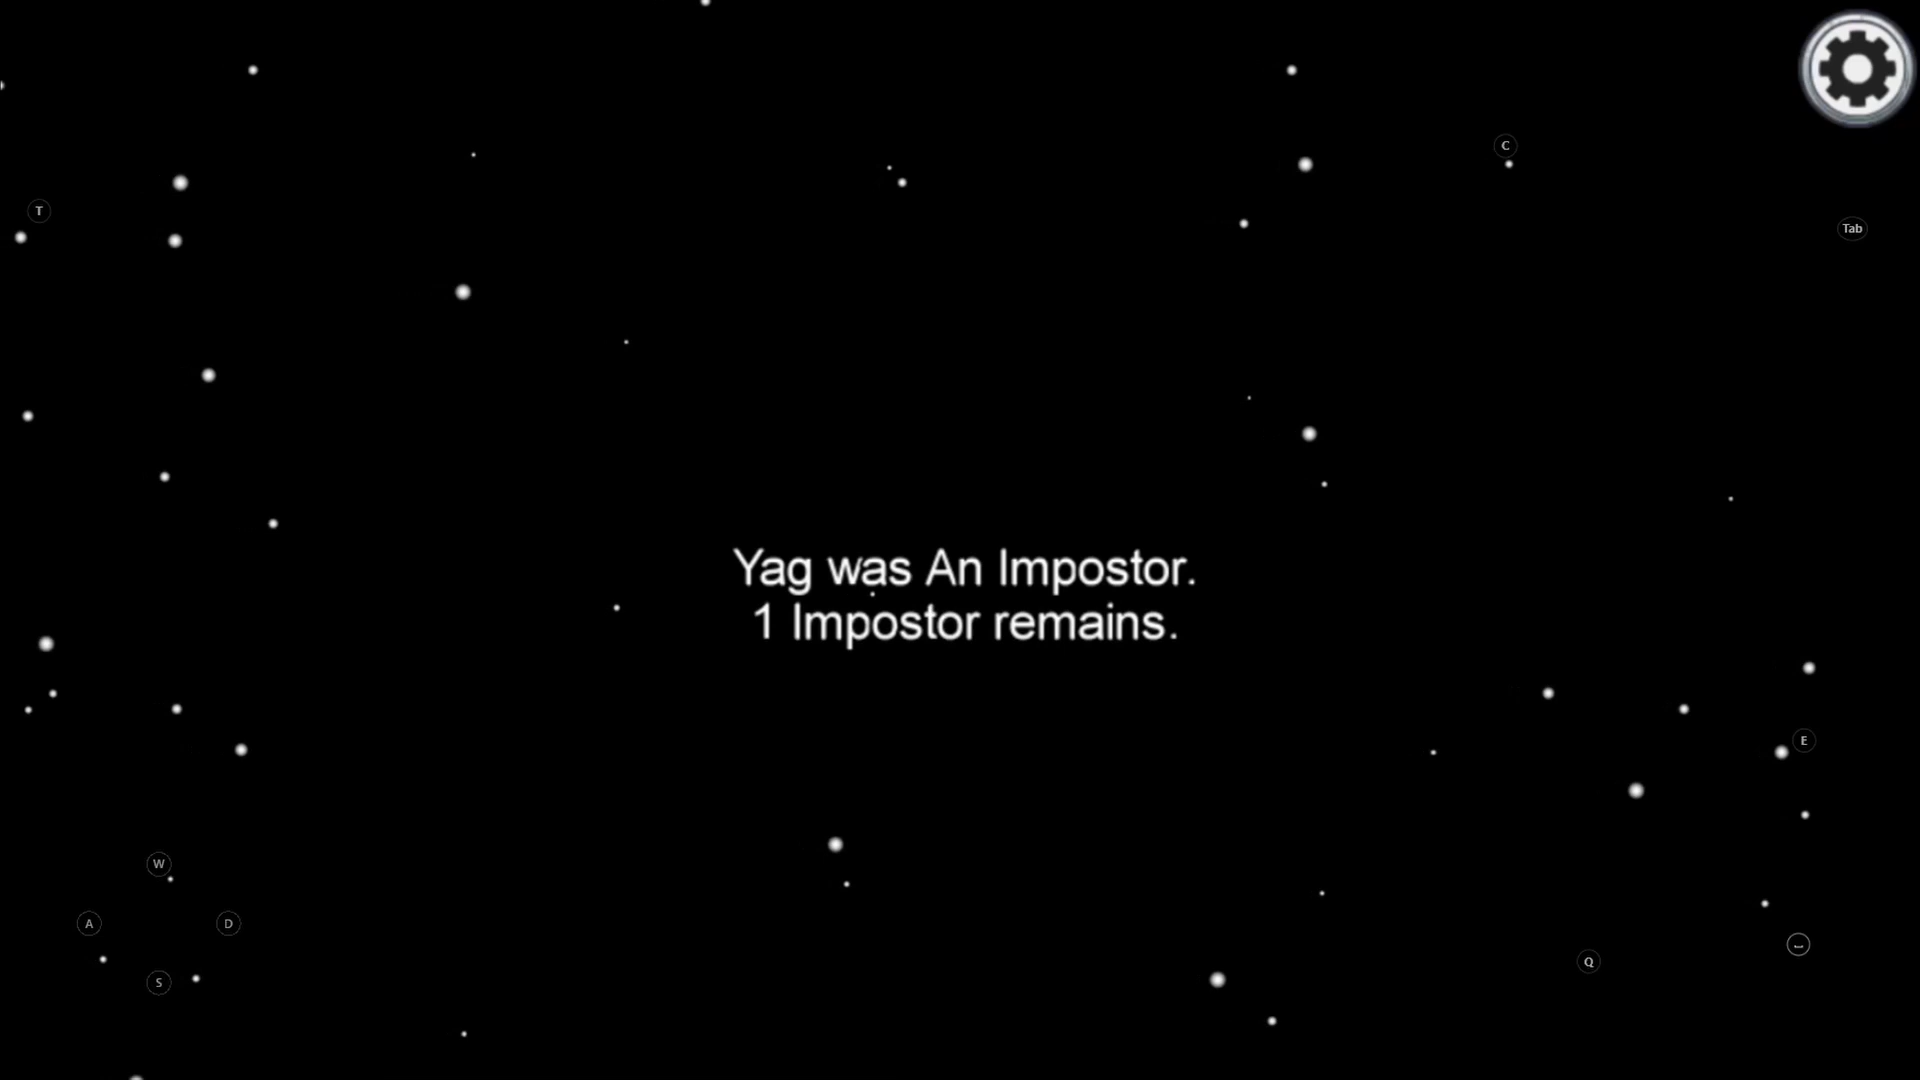 C
T
Tab
Yag was An Impostor.
1 Impostor remains.
E
W
A
D
Q
S